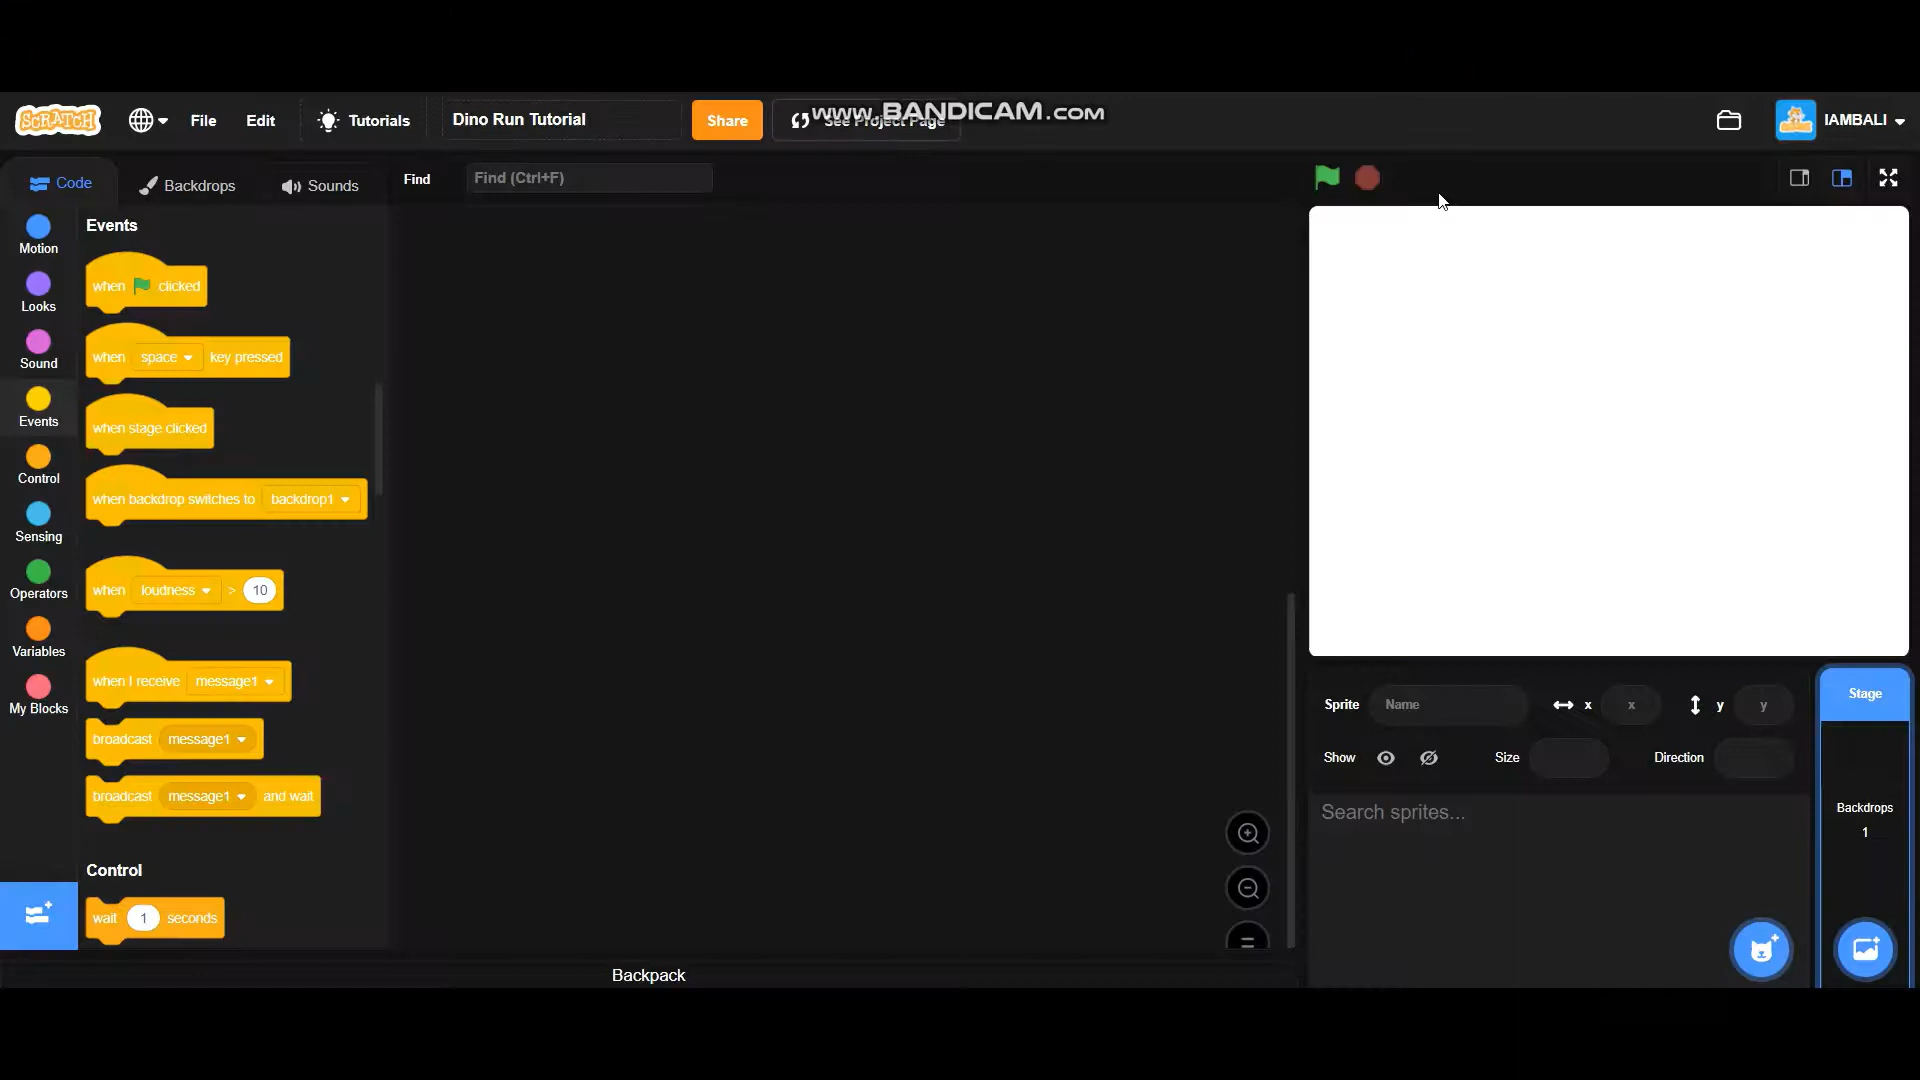 www.BANDICAM.com
SCRATCH
File
Edit
Tutorials
Dino Run Tutorial
Share
See Project Page
IAMBALI
Code
Backdrops
Sounds
Find
Find (Ctrl+F)
Motion
Looks
Sound
Events
Control
Sensing
Operators
Variables
My Blocks
Events
when clicked
when space key pressed
when stage clicked
when backdrop switches to backdrop1
when loudness > 10
when I receive message1
broadcast message1
broadcast message1 and wait
Control
wait 1 seconds
Backpack
Sprite Name x x y y
Show Size Direction
Search sprites...
Stage
Backdrops
1